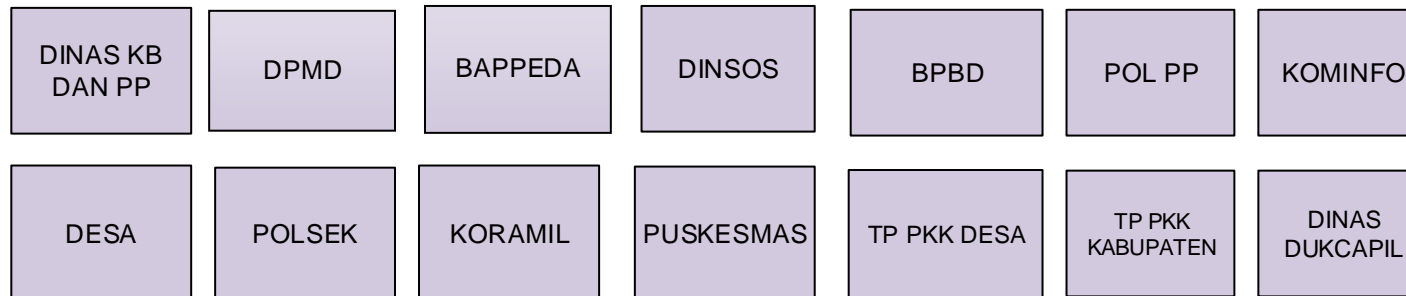 DINAS KB
DAN PP
DPMD
BAPPEDA
DINSOS
BPBD
POL PP
KOMINFO
DESA
POLSEK
KORAMIL
PUSKESMAS
TP PKK DESA
TP PKK
KABUPATEN
DINAS
DUKCAPIL